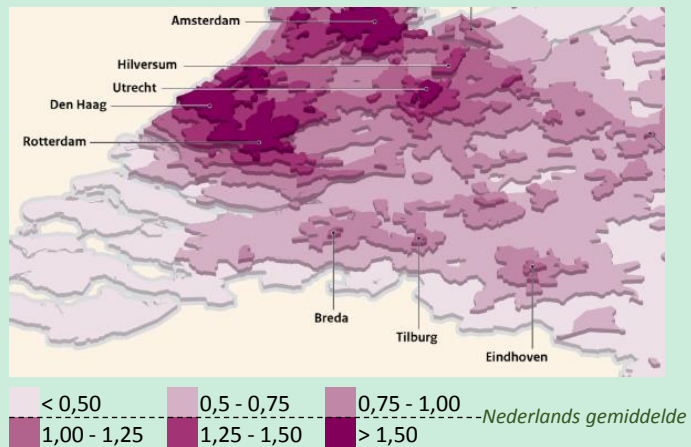 Amsterdam
Hilversum
Utrecht
Den Haag
Rotterdam
Breda
Tilburg
Eindhoven
< 0,50 0,5 - 0,75 0,75 - 1,00
Nederlands gemiddelde
1,00 - 1,25 1,25 - 1,50 > 1,50